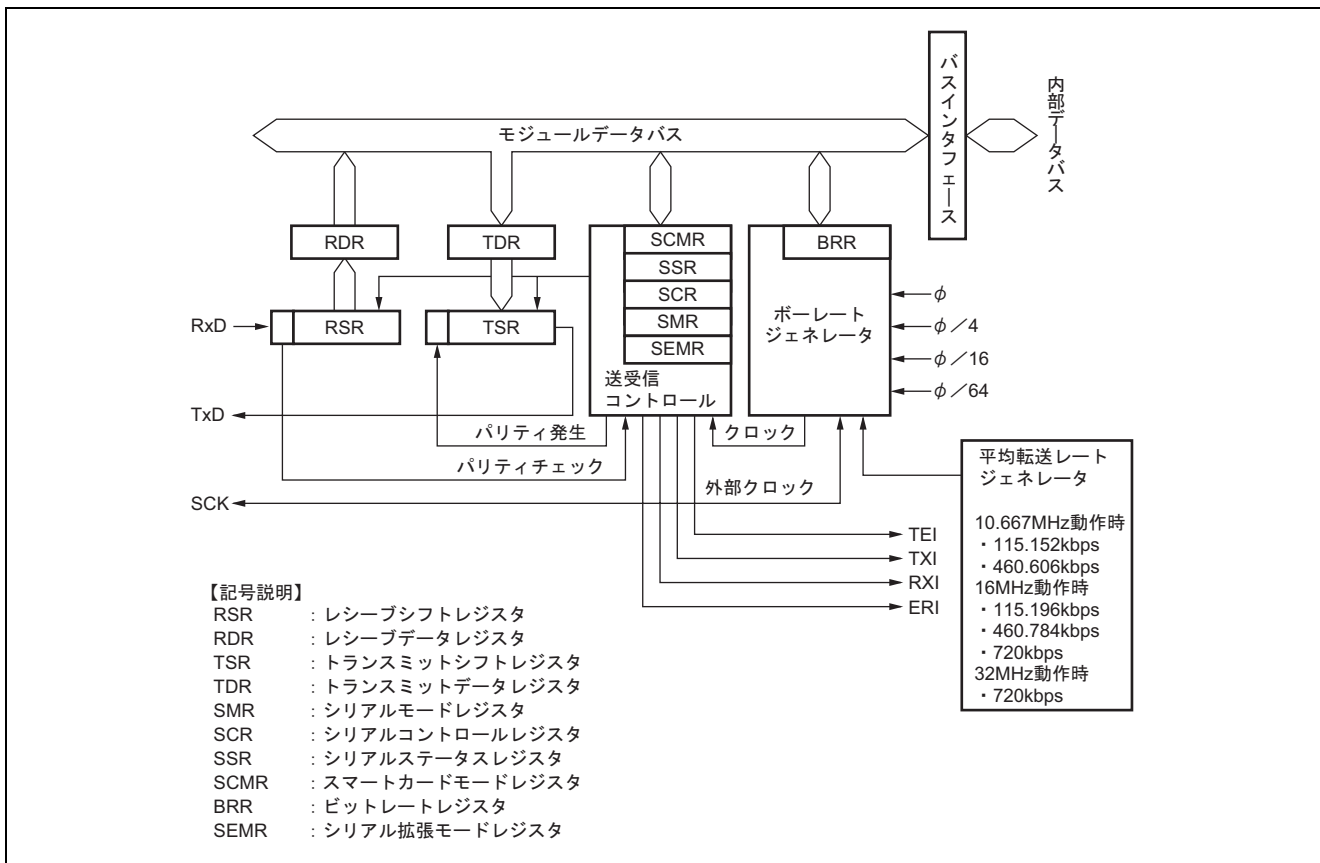 バスインタフェース
内部データバス
モジュールデータバス
RDR
TDR
SCMR
SSR
SCR
SMR
SEMR
送受信
コントロール
BRR
ボーレート
ジェネレータ
φ
φ／4
φ／16
φ／64
RxD
RSR
TSR
TxD
パリティ発生
クロック
パリティチェック
外部クロック
SCK
TEI
TXI
RXI
ERI
平均転送レート
ジェネレータ
10.667MHz動作時
・115.152kbps
・460.606kbps
16MHz動作時
・115.196kbps
・460.784kbps
・720kbps
32MHz動作時
・720kbps
【記号説明】
RSR ：レシーブシフトレジスタ
RDR ：レシーブデータレジスタ
TSR ：トランスミットシフトレジスタ
TDR ：トランスミットデータレジスタ
SMR ：シリアルモードレジスタ
SCR ：シリアルコントロールレジスタ
SSR ：シリアルステータスレジスタ
SCMR ：スマートカードモードレジスタ
BRR ：ビットレートレジスタ
SEMR ：シリアル拡張モードレジスタ